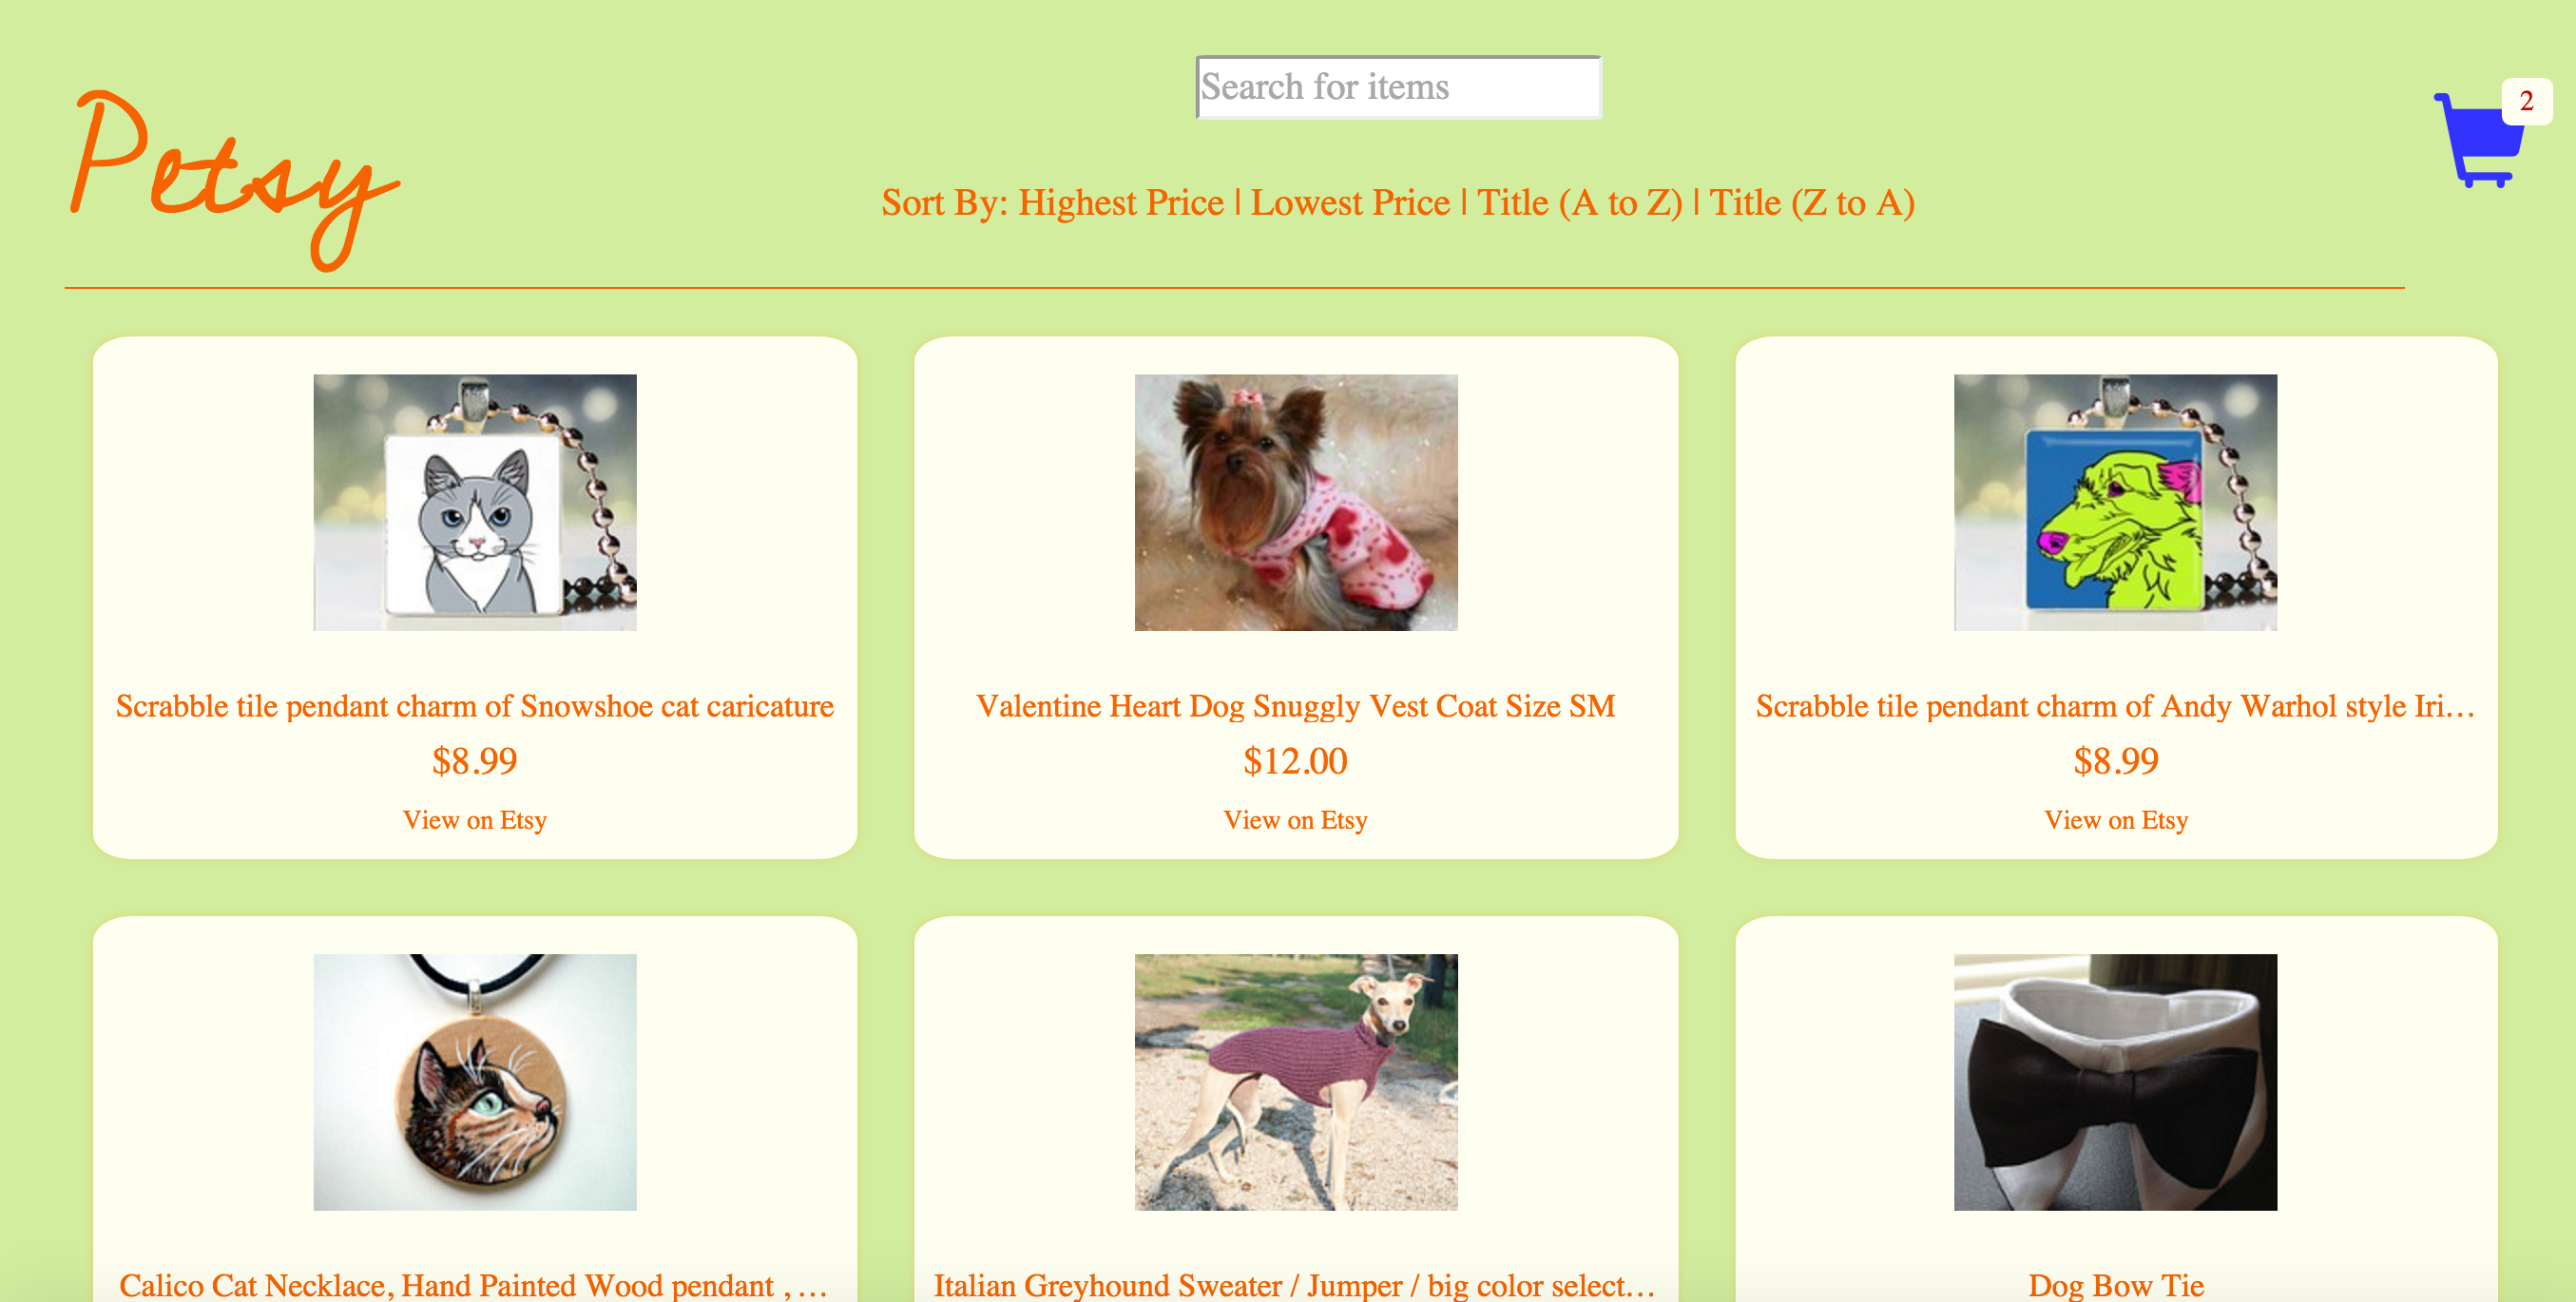 Petsy
Search for items
2
Sort By: Highest Price | Lowest Price | Title (A to Z) | Title (Z to A)
Scrabble tile pendant charm of Snowshoe cat caricature
$8.99
View on Etsy
Valentine Heart Dog Snuggly Vest Coat Size SM
$12.00
View on Etsy
Scrabble tile pendant charm of Andy Warhol style Iri...
$8.99
View on Etsy
Calico Cat Necklace, Hand Painted Wood pendant , ...
Italian Greyhound Sweater / Jumper / big color select...
Dog Bow Tie